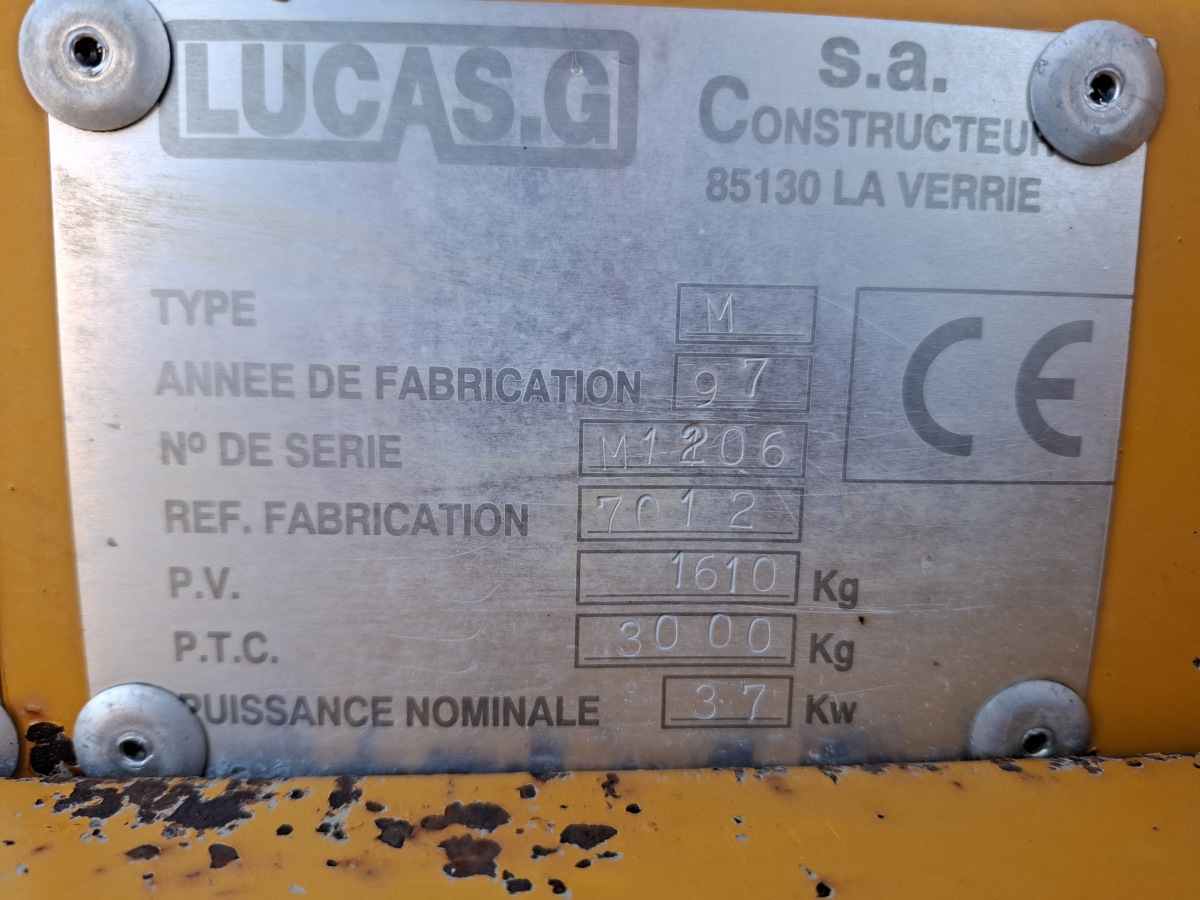 LUCAS.G
s.a.
CONSTRUCTEUR
85130 LA VERRIE
TYPE M
ANNEE DE FABRICATION 97
Nº DE SERIE M1206
REF. FABRICATION 7012
P.V. 1610 Kg
P.T.C. 3000 Kg
PUISSANCE NOMINALE 37 Kw
CE